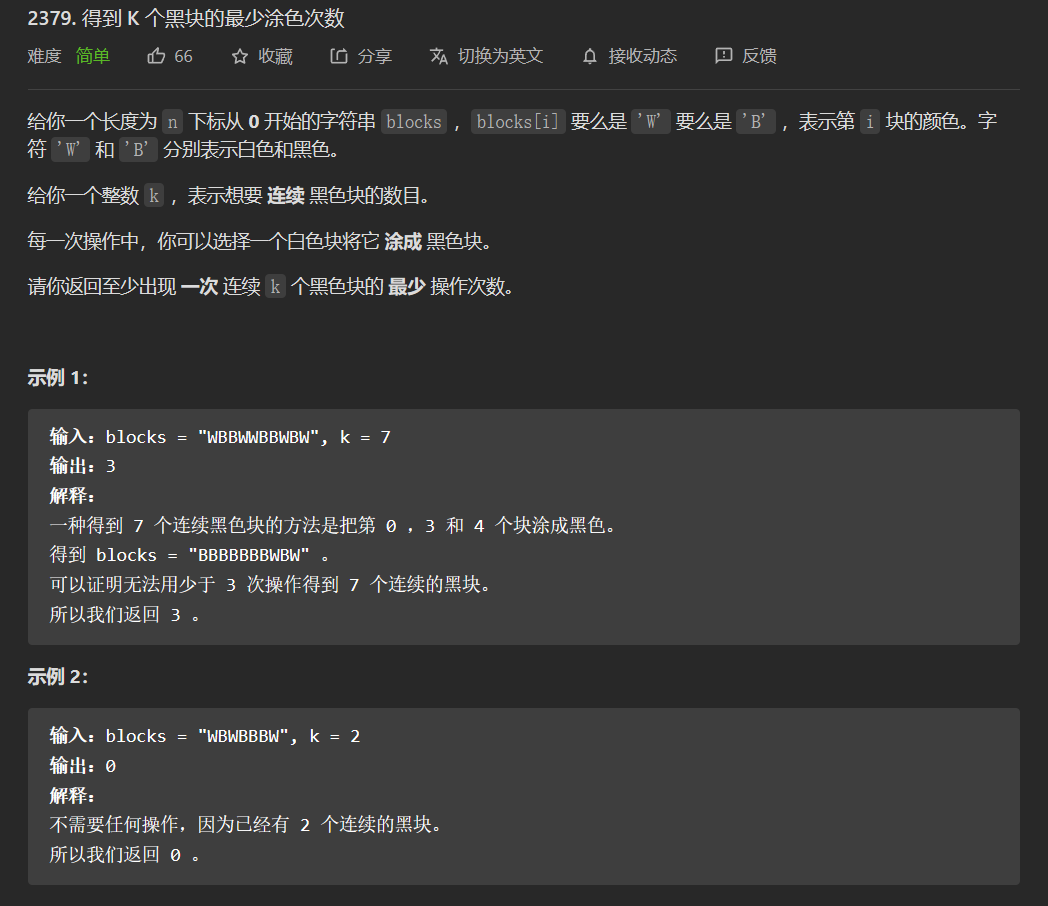 2379. 得到 K 个黑块的最少涂色次数
难度 简单 66 收藏 分享 切换为英文 接收动态 反馈
给你一个长度为 n 下标从 0 开始的字符串 blocks ，blocks[i] 要么是 'W' 要么是 'B' ，表示第 i 块的颜色。字
符 'W' 和 'B' 分别表示白色和黑色。
给你一个整数 k ，表示想要 连续 黑色块的数目。
每一次操作中，你可以选择一个白色块将它 涂成 黑色块。
请你返回至少出现 一次 连续 k 个黑色块的 最少 操作次数。
示例 1：
输入：blocks = "WBBWWBBWBW", k = 7
输出：3
解释：
一种得到 7 个连续黑色块的方法是把第 0 ，3 和 4 个块涂成黑色。
得到 blocks = "BBBBBBBWBW" 。
可以证明无法用少于 3 次操作得到 7 个连续的黑块。
所以我们返回 3 。
示例 2：
输入：blocks = "WBWBBBW", k = 2
输出：0
解释：
不需要任何操作，因为已经有 2 个连续的黑块。
所以我们返回 0 。